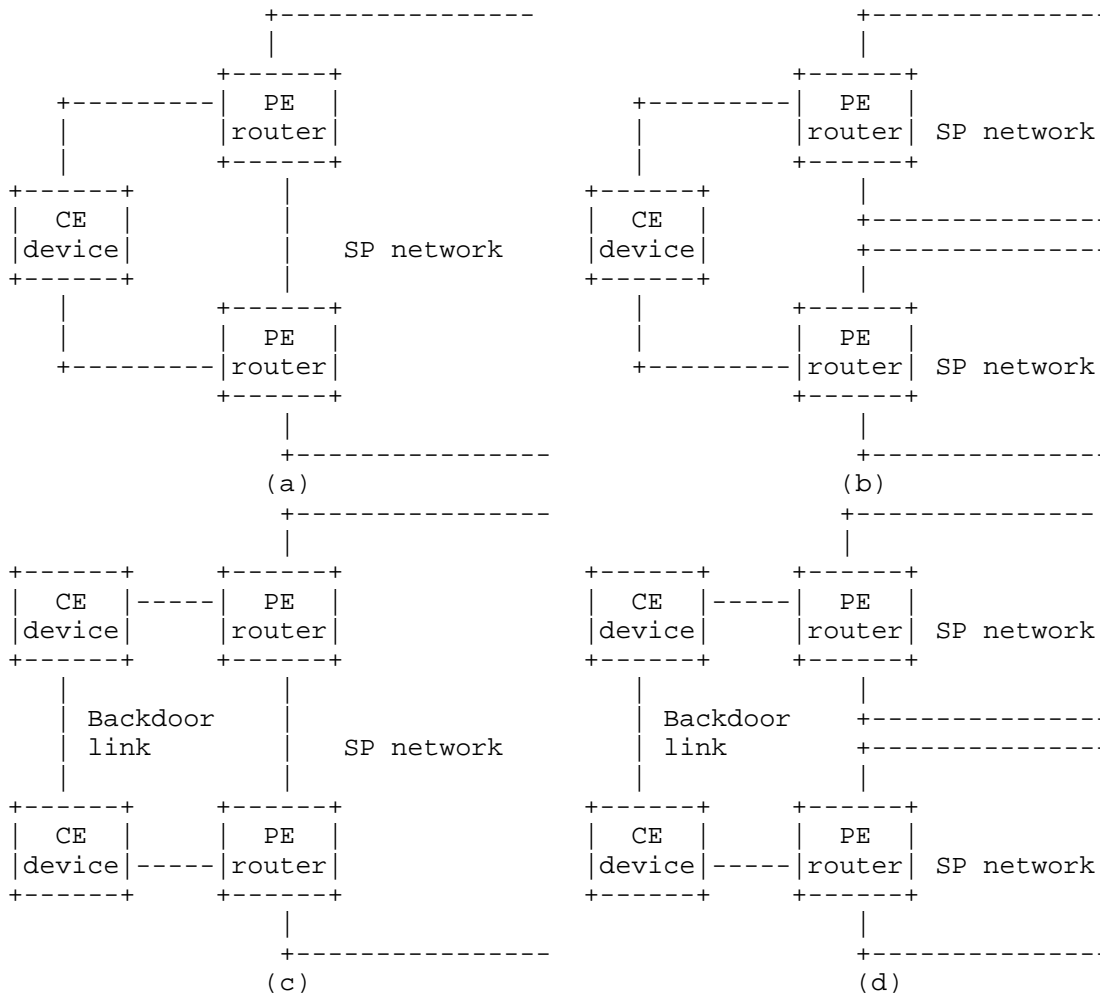 PE PE
router router SP network
CE CE
device SP network device
PE PE
router router SP network
(a) (b)
CE PE CE PE
device router device router SP network
Backdoor Backdoor
link SP network link
CE PE CE PE
device router device router SP network
(c) (d)